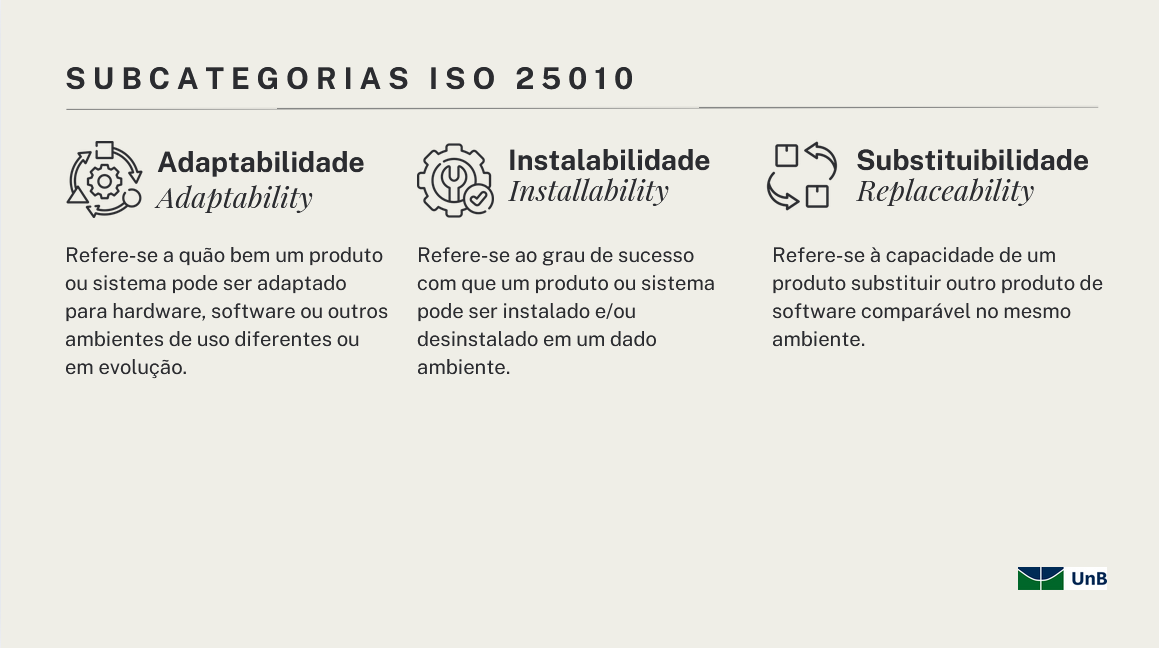 SUBCATEGORIAS ISO 25010
Adaptabilidade
Adaptability
Refere-se a quão bem um produto
ou sistema pode ser adaptado
para hardware, software ou outros
ambientes de uso diferentes ou
em evolução.
Instalabilidade
Installability
Refere-se ao grau de sucesso
com que um produto ou sistema
pode ser instalado e/ou
desinstalado em um dado
ambiente.
Substituibilidade
Replaceability
Refere-se à capacidade de um
produto substituir outro produto de
software comparável no mesmo
ambiente.
UnB